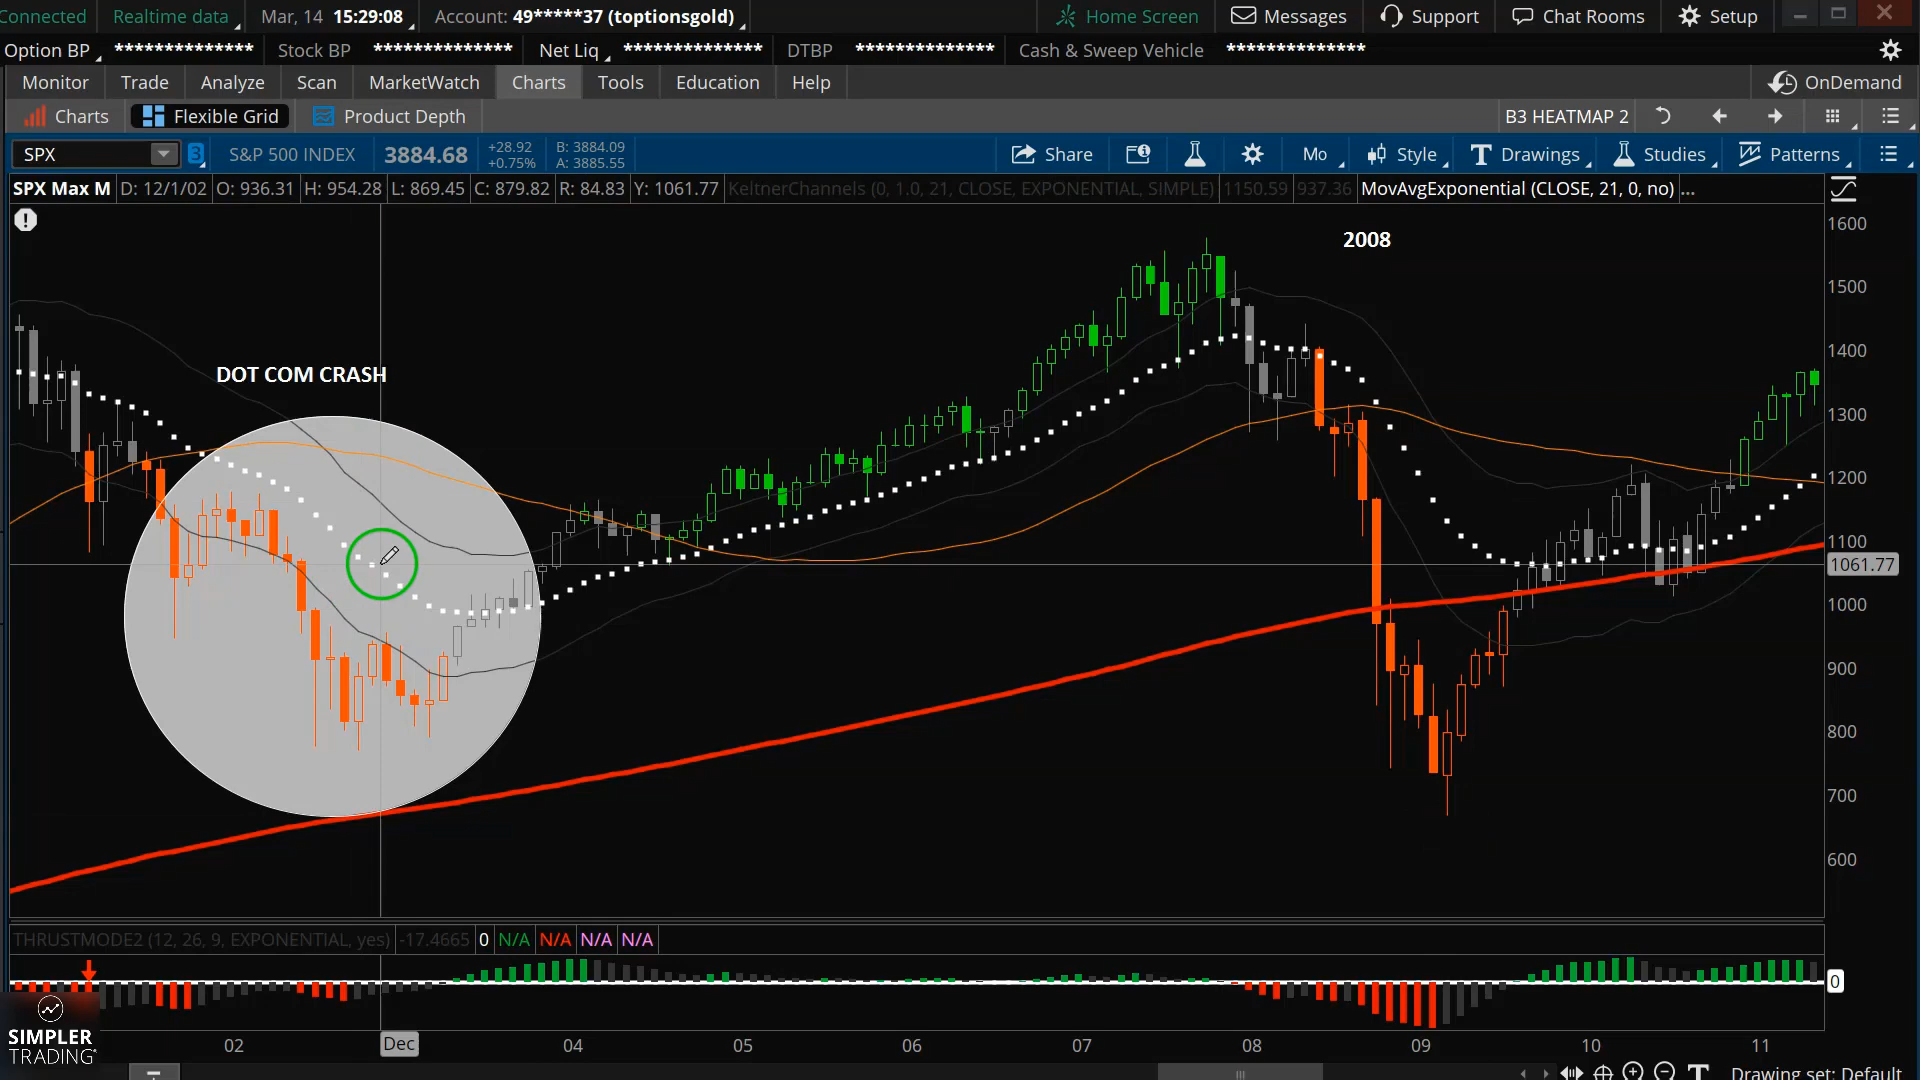 Connected Realtime data Mar, 14 15:29:08 Account: 49*****37 (toptionsgold) Home Screen Messages Support Chat Rooms Setup
Option BP ************** Stock BP ************** Net Liq ************** DTBP ************** Cash & Sweep Vehicle **************
Monitor Trade Analyze Scan MarketWatch Charts Tools Education Help OnDemand
Charts Flexible Grid Product Depth B3 HEATMAP 2
SPX 3 S&P 500 INDEX 3884.68 +28.92 +0.75% B: 3884.09 A: 3885.55 Share Mo Style Drawings Studies Patterns
SPX Max M D: 12/1/02 O: 936.31 H: 954.28 L: 869.45 C: 879.82 R: 84.83 Y: 1061.77 KeltnerChannels (0, 1.0, 21, CLOSE, EXPONENTIAL, SIMPLE) 1150.59 937.36 MovAvgExponential (CLOSE, 21, 0, no) ...
1600
2008
1500
1400
DOT COM CRASH
1300
1200
1100
1061.77
1000
900
800
700
600
THRUSTMODE2 (12, 26, 9, EXPONENTIAL, yes) -17.4665 0 N/A N/A N/A N/A
0
SIMPLER
TRADING
02 Dec 04 05 06 07 08 09 10 11
Drawing set: Default